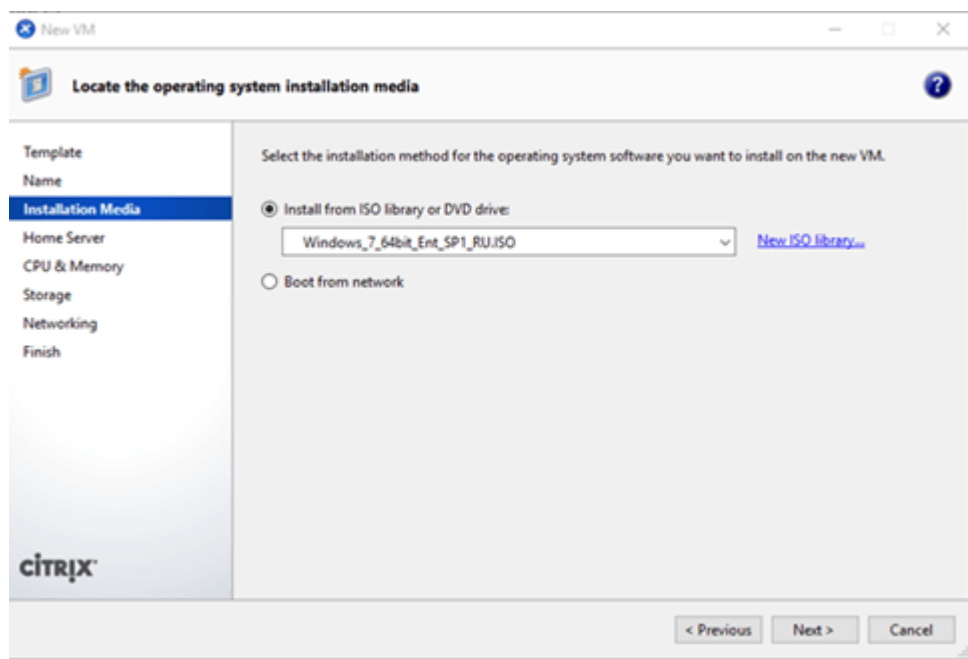 New VM
Locate the operating system installation media
Template
Name
Installation Media
Home Server
CPU & Memory
Storage
Networking
Finish
Select the installation method for the operating system software you want to install on the new VM.
Install from ISO library or DVD drive:
Windows_7_64bit_Ent_SP1_RU.ISO
New ISO library...
Boot from network
CITRIX
< Previous
Next >
Cancel